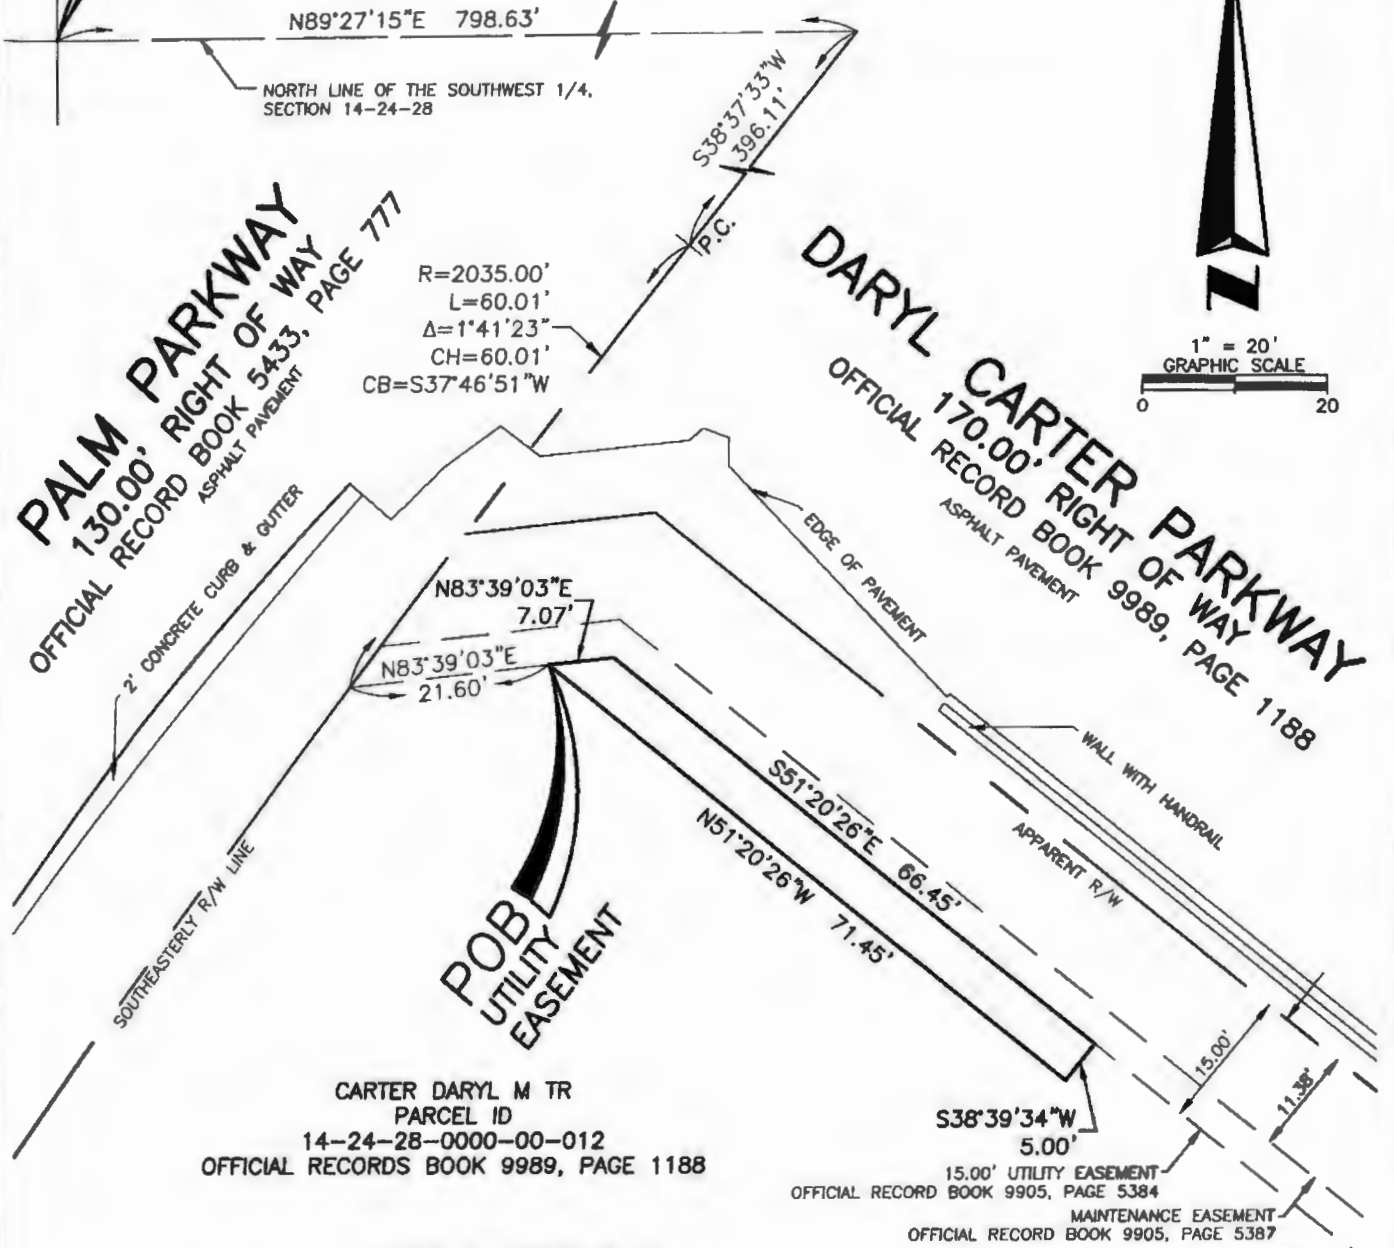 N89°27'15"E 798.63'
NORTH LINE OF THE SOUTHWEST 1/4,
SECTION 14-24-28
S38°37'33"W
396.11'
P.C.
R=2035.00'
L=60.01'
Δ=1°41'23"
CH=60.01'
CB=S37°46'51"W
PALM PARKWAY
130.00' RIGHT OF WAY
OFFICIAL RECORD BOOK 5433, PAGE 777
ASPHALT PAVEMENT
2' CONCRETE CURB & GUTTER
DARYL CARTER PARKWAY
170.00' RIGHT OF WAY
OFFICIAL RECORD BOOK 9989, PAGE 1188
ASPHALT PAVEMENT
Z
1" = 20'
GRAPHIC SCALE
0 20
EDGE OF PAVEMENT
N83°39'03"E
7.07'
N83°39'03"E
21.60'
WALL WITH HANDRAIL
APPARENT R/W
S51°20'26"E 66.45'
N51°20'26"W 71.45'
SOUTHEASTERLY R/W LINE
POB
UTILITY
EASEMENT
15.00'
11.38'
CARTER DARYL M TR
PARCEL ID
14-24-28-0000-00-012
OFFICIAL RECORDS BOOK 9989, PAGE 1188
S38°39'34"W
5.00'
15.00' UTILITY EASEMENT
OFFICIAL RECORD BOOK 9905, PAGE 5384
MAINTENANCE EASEMENT
OFFICIAL RECORD BOOK 9905, PAGE 5387